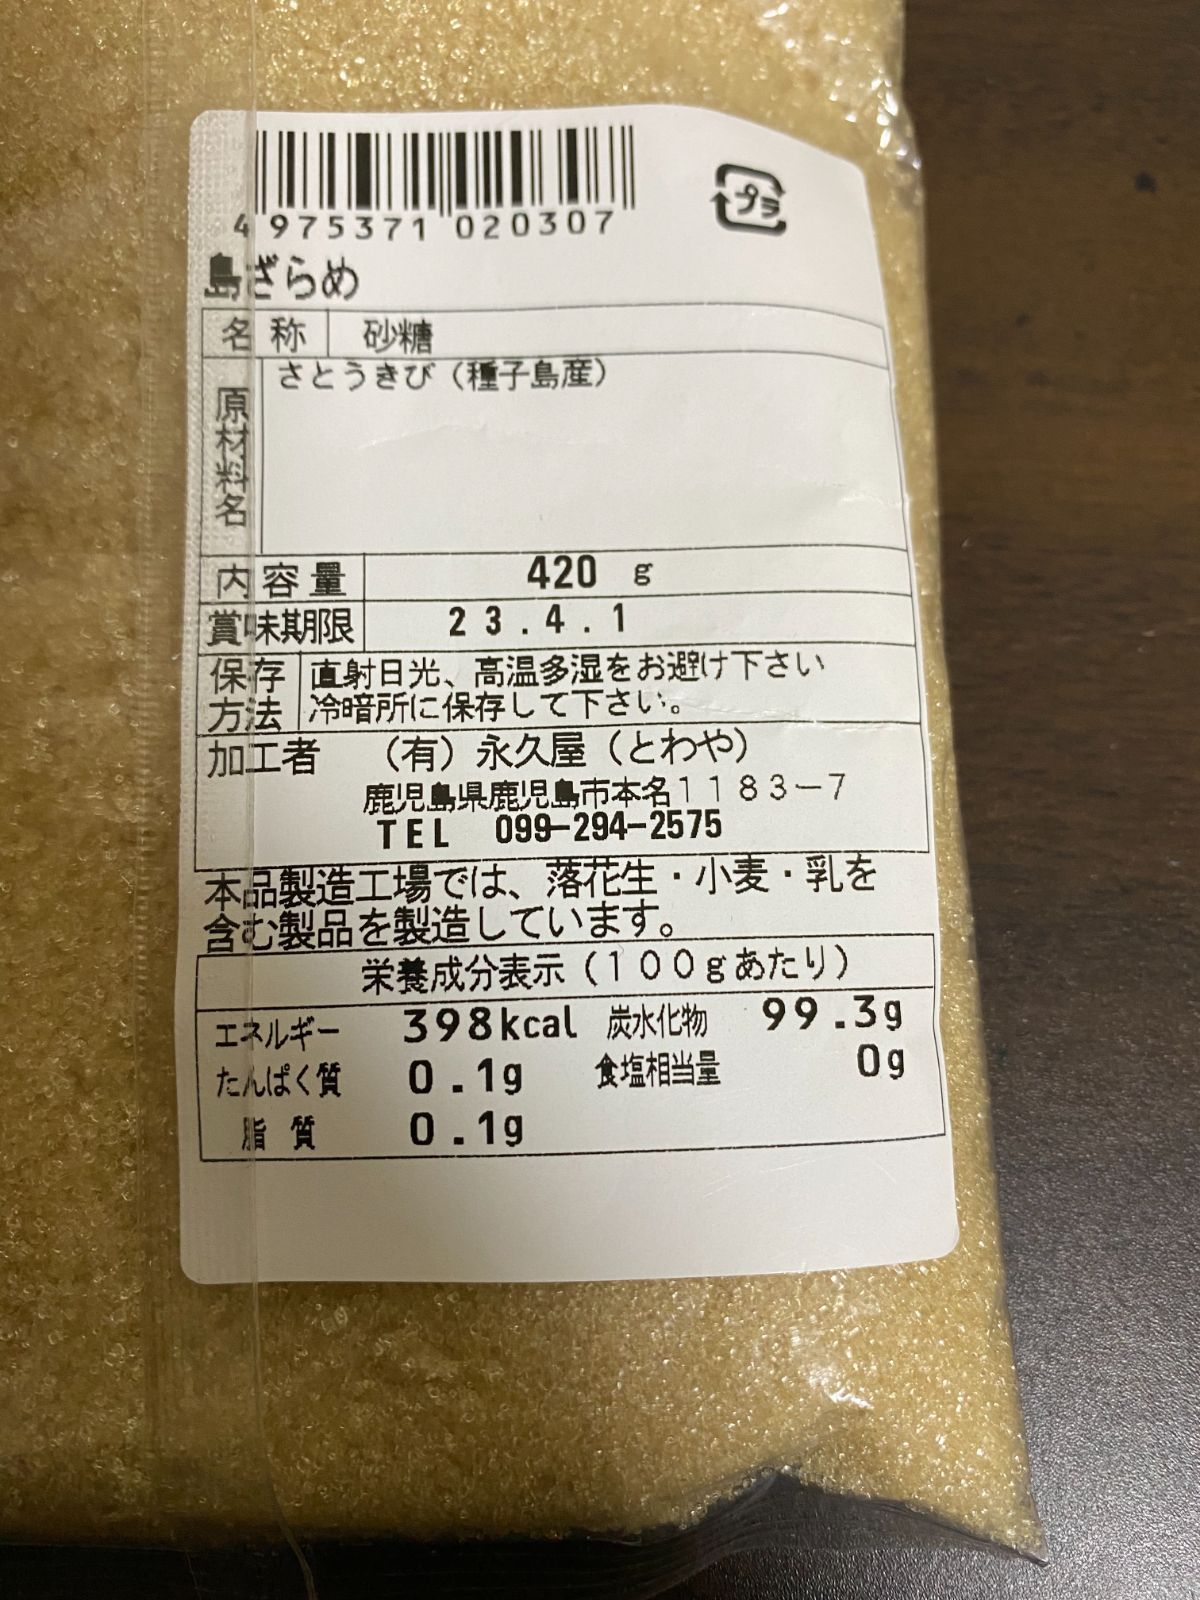 4 975371 020307
プラ
島ざらめ
名称 砂糖
原材料名 さとうきび（種子島産）
内容量 420 g
賞味期限 23.4.1
保存方法 直射日光、高温多湿をお避け下さい
冷暗所に保存して下さい。
加工者 （有）永久屋（とわや）
鹿児島県鹿児島市本名１１８３−７
TEL 099-294-2575
本品製造工場では、落花生・小麦・乳を
含む製品を製造しています。
栄養成分表示（１００ｇあたり）
エネルギー 398kcal 炭水化物 99.3g
たんぱく質 0.1g 食塩相当量 0g
脂質 0.1g